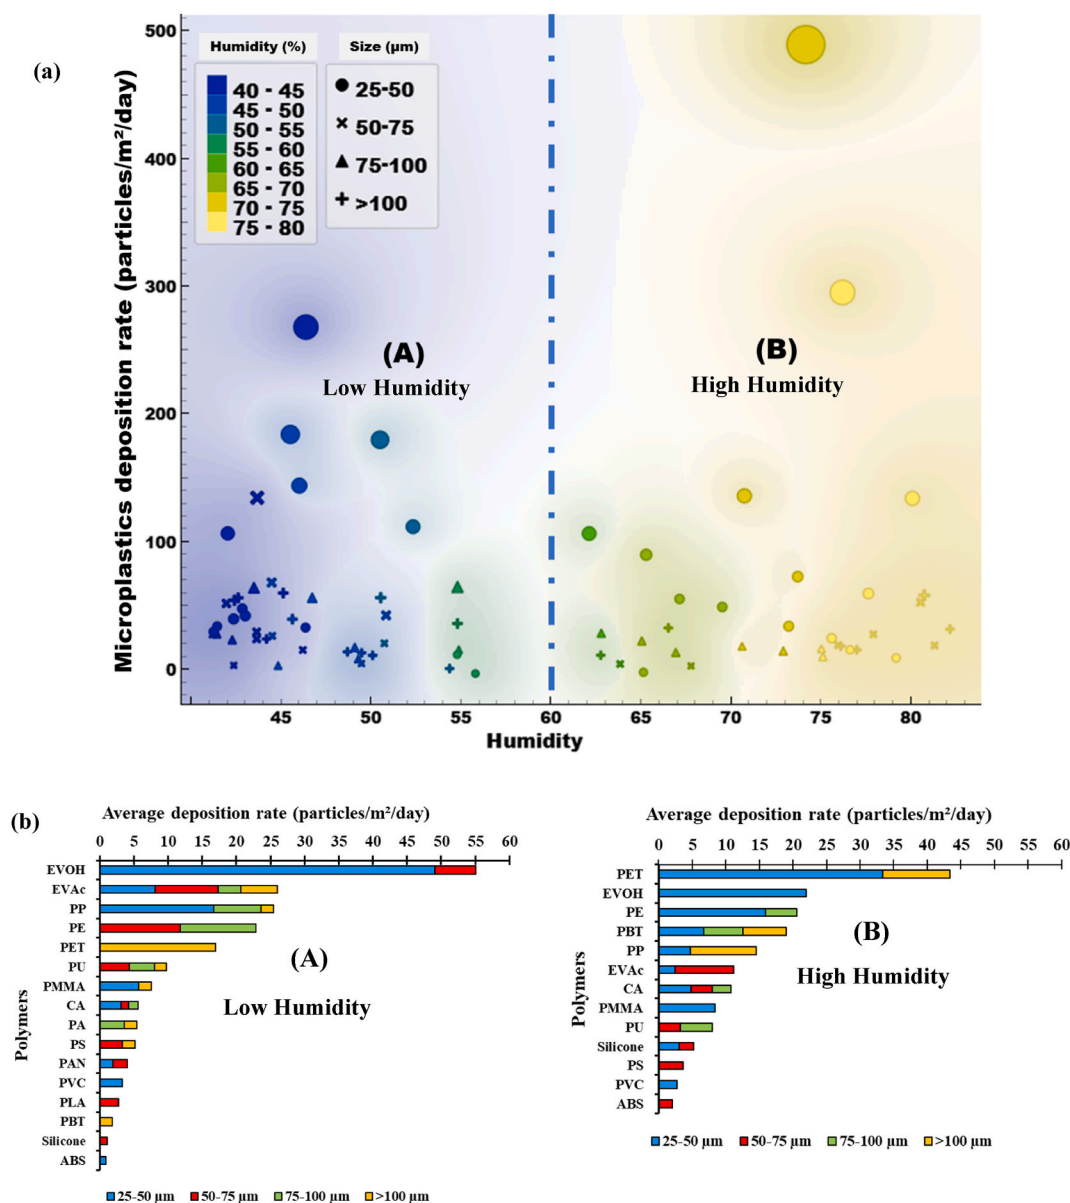 (a)
Microplastics deposition rate (particles/m²/day)
500
400
300
200
100
0
Humidity (%)
40 - 45
45 - 50
50 - 55
55 - 60
60 - 65
65 - 70
70 - 75
75 - 80
Size (µm)
25-50
50-75
75-100
>100
(A)
Low Humidity
(B)
High Humidity
45 50 55 60 65 70 75 80
Humidity
(b)
Average deposition rate (particles/m²/day)
0 5 10 15 20 25 30 35 40 45 50 55 60
Polymers
EVOH
EVAc
PP
PE
PET
PU
PMMA
CA
PA
PS
PAN
PVC
PLA
PBT
Silicone
ABS
(A)
Low Humidity
25-50 µm 50-75 µm 75-100 µm >100 µm
Average deposition rate (particles/m²/day)
0 5 10 15 20 25 30 35 40 45 50 55 60
Polymers
PET
EVOH
PE
PBT
PP
EVAc
CA
PMMA
PU
Silicone
PS
PVC
ABS
(B)
High Humidity
25-50 µm 50-75 µm 75-100 µm >100 µm